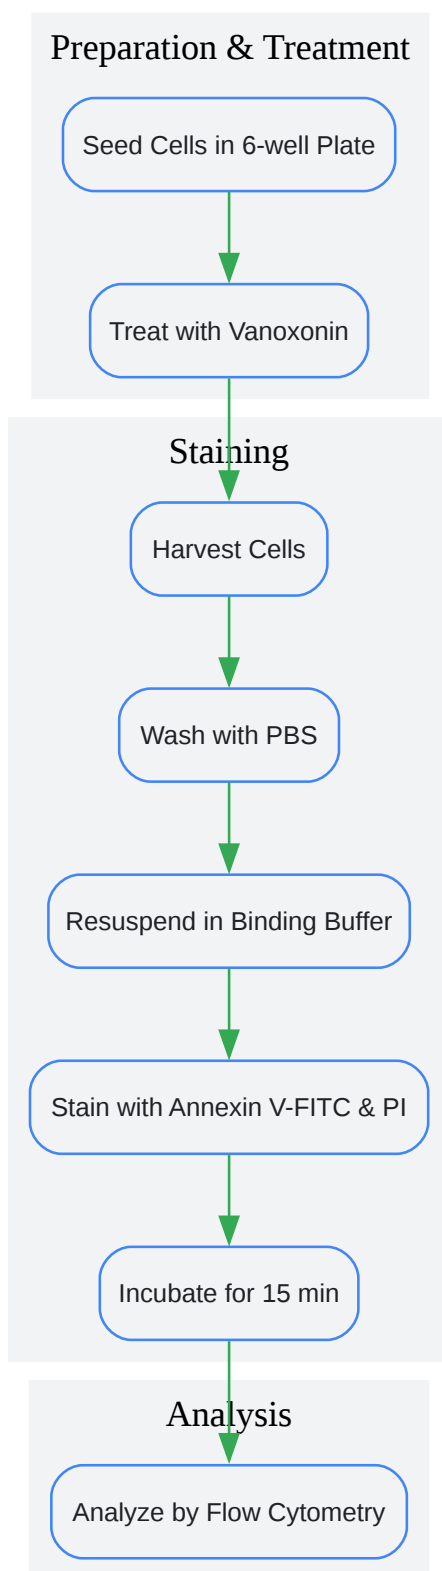 Preparation & Treatment
Seed Cells in 6-well Plate
Treat with Vanoxonin
Staining
Harvest Cells
Wash with PBS
Resuspend in Binding Buffer
Stain with Annexin V-FITC & PI
Incubate for 15 min
Analysis
Analyze by Flow Cytometry